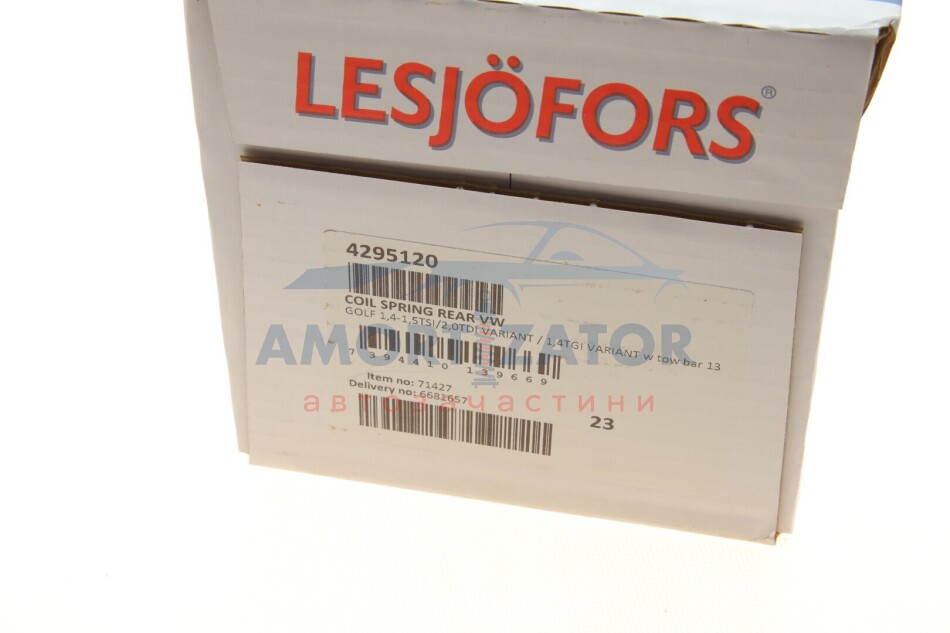 LESJÖFORS®
4295120
COIL SPRING REAR VW
GOLF 1,4-1,5TSI/2,0TDI VARIANT / 1,4TGI VARIANT w tow bar 13
AMORTIZATOR
7 394410 139669
Item no: 71427
Delivery no: 6681657
автозапчастини
23